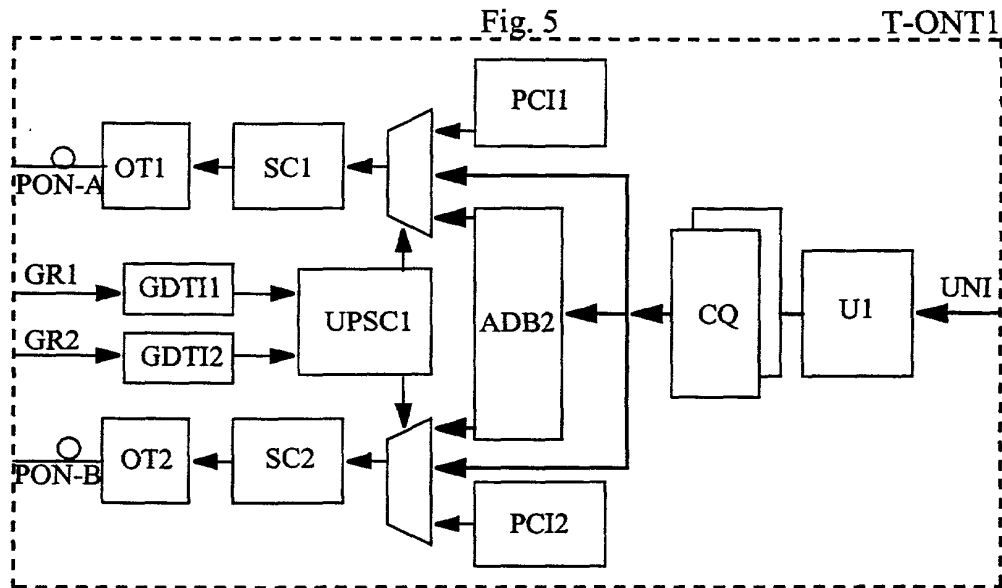 Fig. 5
T-ONT1
PCI1
OT1
SC1
PON-A
GR1
GDTI1
UPSC1
ADB2
CQ
U1
UNI
GR2
GDTI2
OT2
SC2
PON-B
PCI2